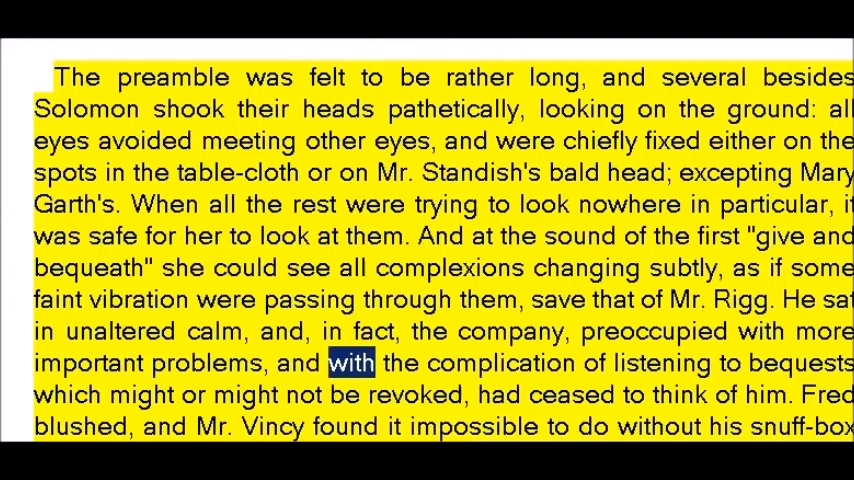 The preamble was felt to be rather long, and several besides
Solomon shook their heads pathetically, looking on the ground: all
eyes avoided meeting other eyes, and were chiefly fixed either on the
spots in the table-cloth or on Mr. Standish's bald head; excepting Mary
Garth's. When all the rest were trying to look nowhere in particular, it
was safe for her to look at them. And at the sound of the first "give and
bequeath" she could see all complexions changing subtly, as if some
faint vibration were passing through them, save that of Mr. Rigg. He sat
in unaltered calm, and, in fact, the company, preoccupied with more
important problems, and with the complication of listening to bequests
which might or might not be revoked, had ceased to think of him. Fred
blushed, and Mr. Vincy found it impossible to do without his snuff-box